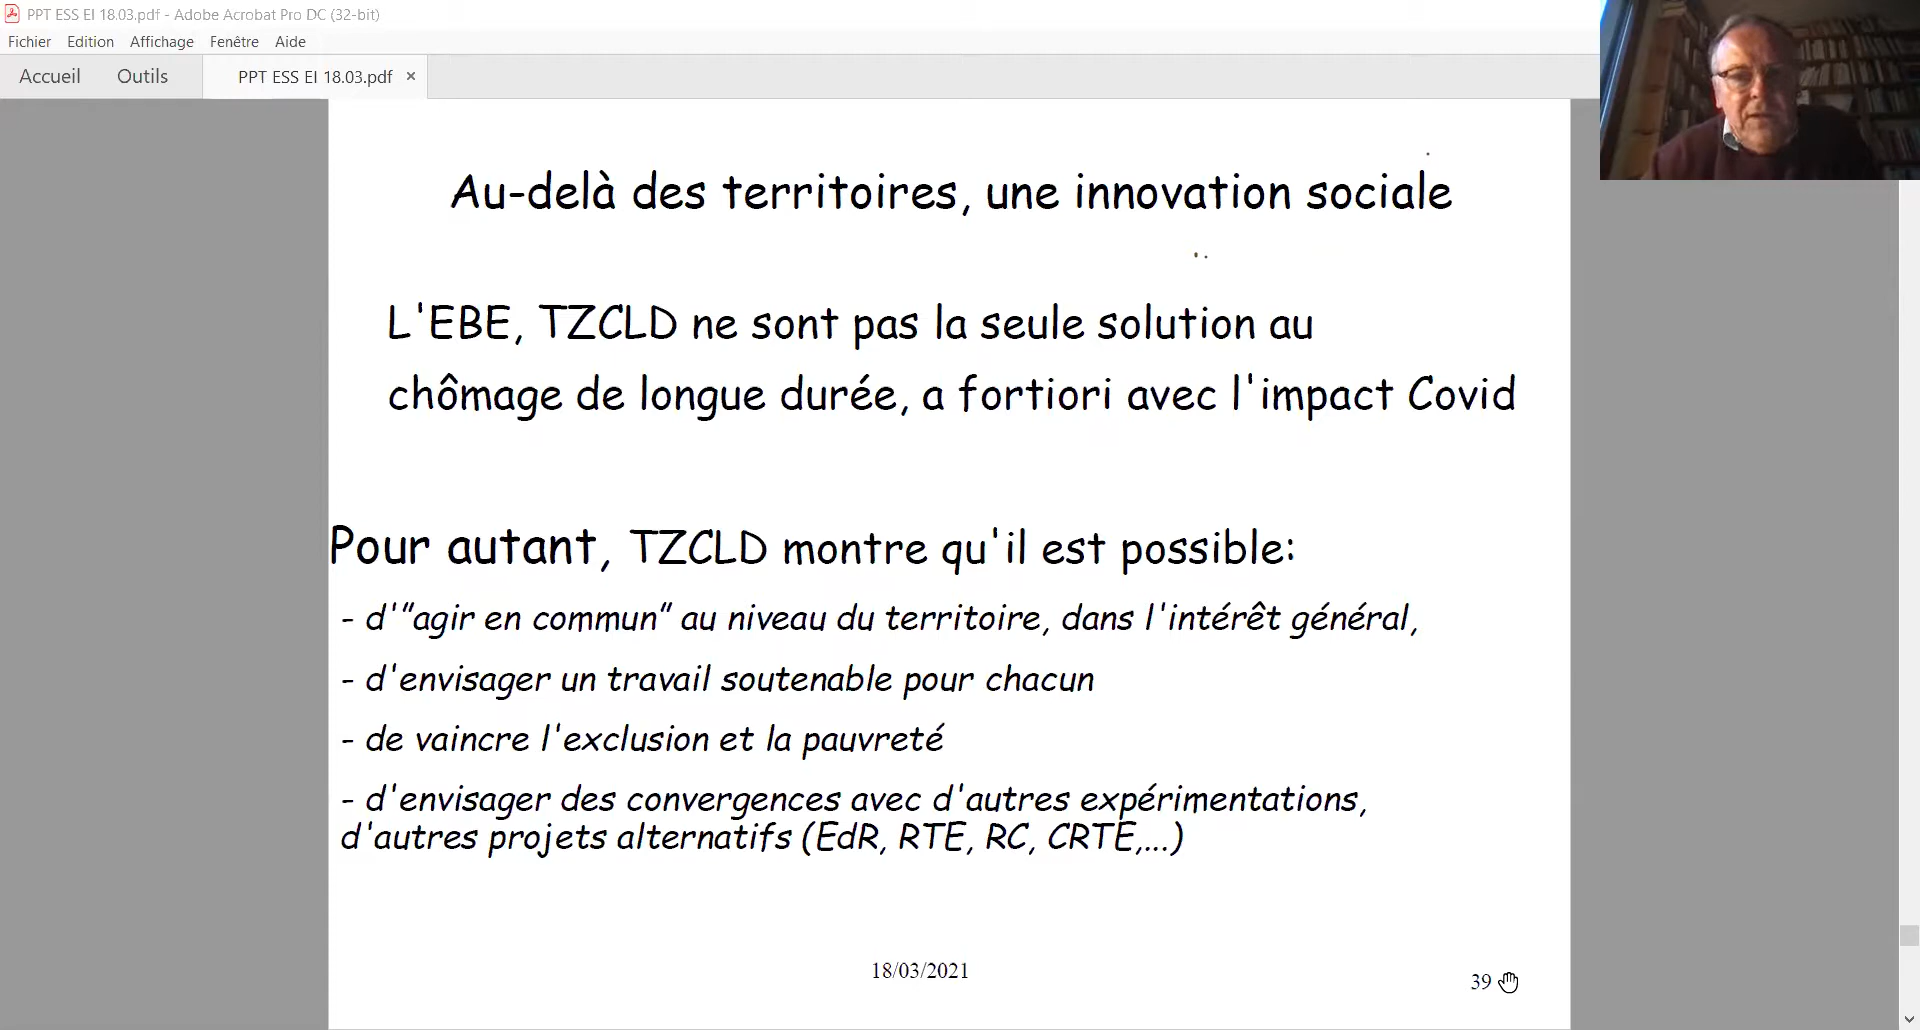 PPT ESS EI 18.03.pdf - Adobe Acrobat Pro DC (32-bit)
Fichier Edition Affichage Fenêtre Aide
Accueil Outils PPT ESS EI 18.03.pdf ×
Au-delà des territoires, une innovation sociale
L'EBE, TZCLD ne sont pas la seule solution au
chômage de longue durée, a fortiori avec l'impact Covid
Pour autant, TZCLD montre qu'il est possible:
- d'"agir en commun" au niveau du territoire, dans l'intérêt général,
- d'envisager un travail soutenable pour chacun
- de vaincre l'exclusion et la pauvreté
- d'envisager des convergences avec d'autres expérimentations,
d'autres projets alternatifs (EdR, RTE, RC, CRTE,...)
18/03/2021
39